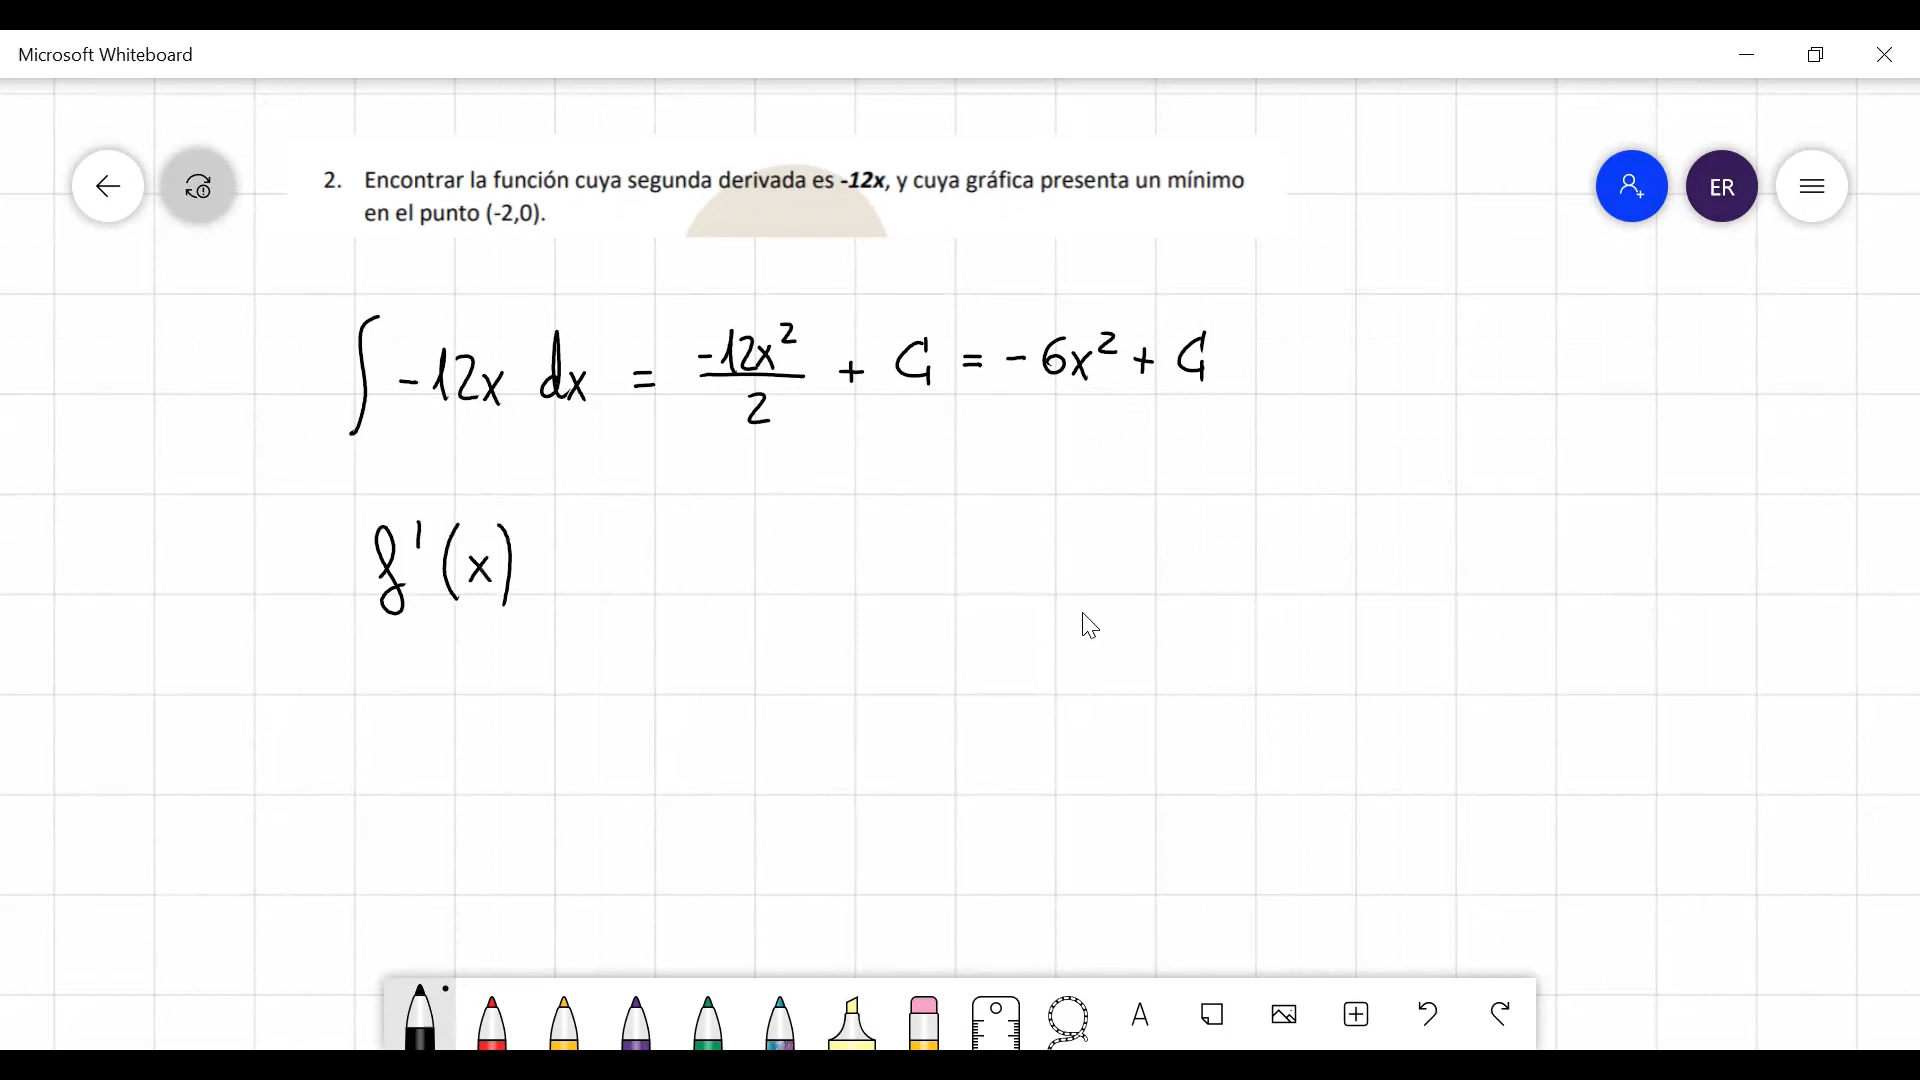 Microsoft Whiteboard
2. Encontrar la función cuya segunda derivada es -12x, y cuya gráfica presenta un mínimo
en el punto (-2,0).
ER
∫ -12x dx = -12x²/2 + C₁ = -6x² + C₁
f'(x)
A